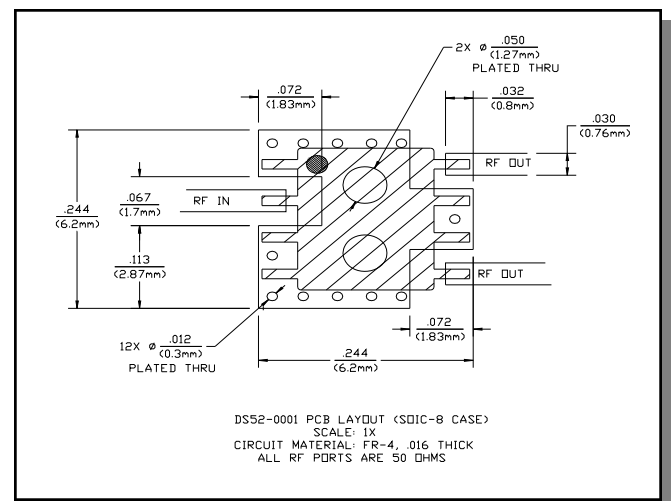 2X ø .050
(1.27mm)
PLATED THRU
.072
(1.83mm)
.032
(0.8mm)
.030
(0.76mm)
RF OUT
.067
(1.7mm)
RF IN
.244
(6.2mm)
.113
(2.87mm)
RF OUT
12X ø .012
(0.3mm)
PLATED THRU
.072
(1.83mm)
.244
(6.2mm)
DS52-0001 PCB LAYOUT (SOIC-8 CASE)
SCALE: 1X
CIRCUIT MATERIAL: FR-4, .016 THICK
ALL RF PORTS ARE 50 OHMS